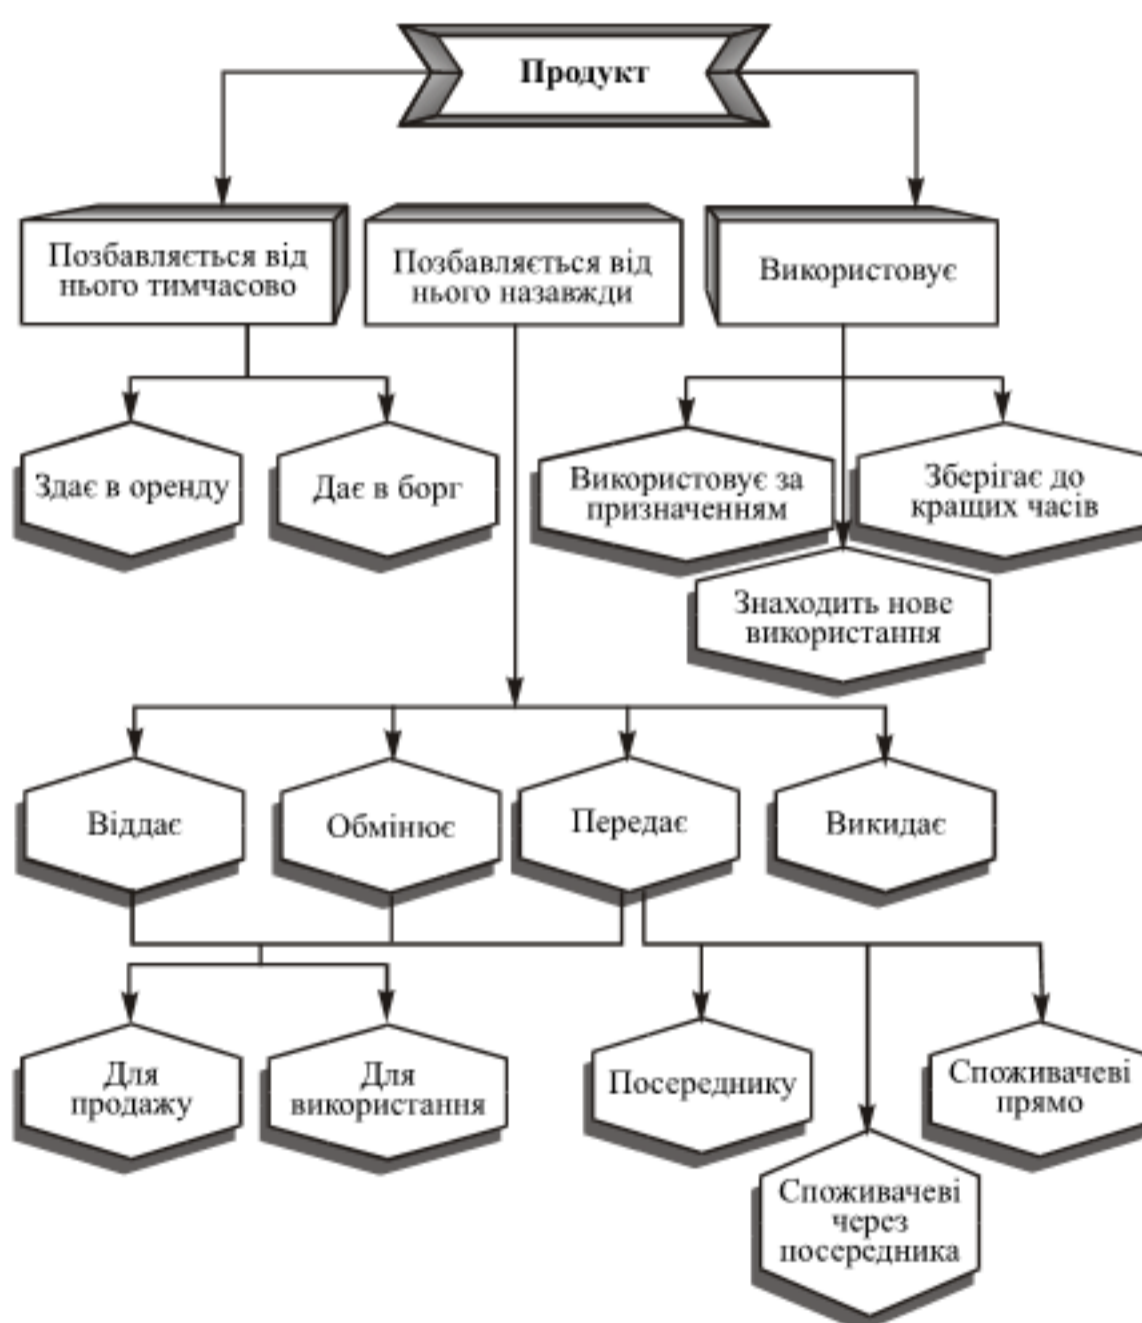 Продукт
Позбавляється від
нього тимчасово
Позбавляється від
нього назавжди
Використовує
Здає в оренду
Дає в борг
Використовує за
призначенням
Зберігає до
кращих часів
Знаходить нове
використання
Віддає
Обмінює
Передає
Викидає
Для
продажу
Для
використання
Посереднику
Споживачеві
прямо
Споживачеві
через
посередника